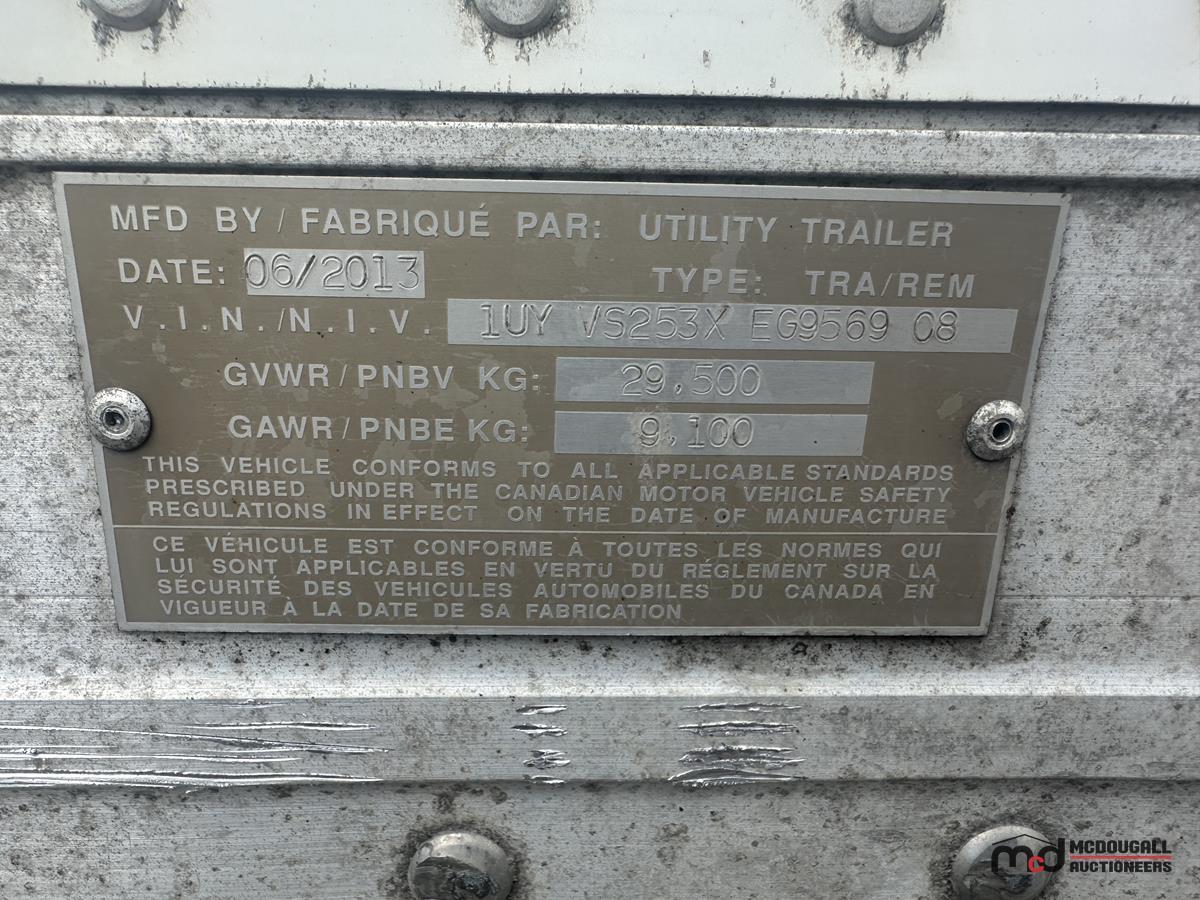 MFD BY / FABRIQUÉ PAR: UTILITY TRAILER
DATE: 06/2013 TYPE: TRA/REM
V.I.N./N.I.V. 1UY VS253X EG9569 08
GVWR/PNBV KG: 29,500
GAWR/PNBE KG: 9,100
THIS VEHICLE CONFORMS TO ALL APPLICABLE STANDARDS
PRESCRIBED UNDER THE CANADIAN MOTOR VEHICLE SAFETY
REGULATIONS IN EFFECT ON THE DATE OF MANUFACTURE
CE VÉHICULE EST CONFORME À TOUTES LES NORMES QUI
LUI SONT APPLICABLES EN VERTU DU RÉGLEMENT SUR LA
SÉCURITÉ DES VEHICULES AUTOMOBILES DU CANADA EN
VIGUEUR A LA DATE DE SA FABRICATION
mcd MCDOUGALL
AUCTIONEERS